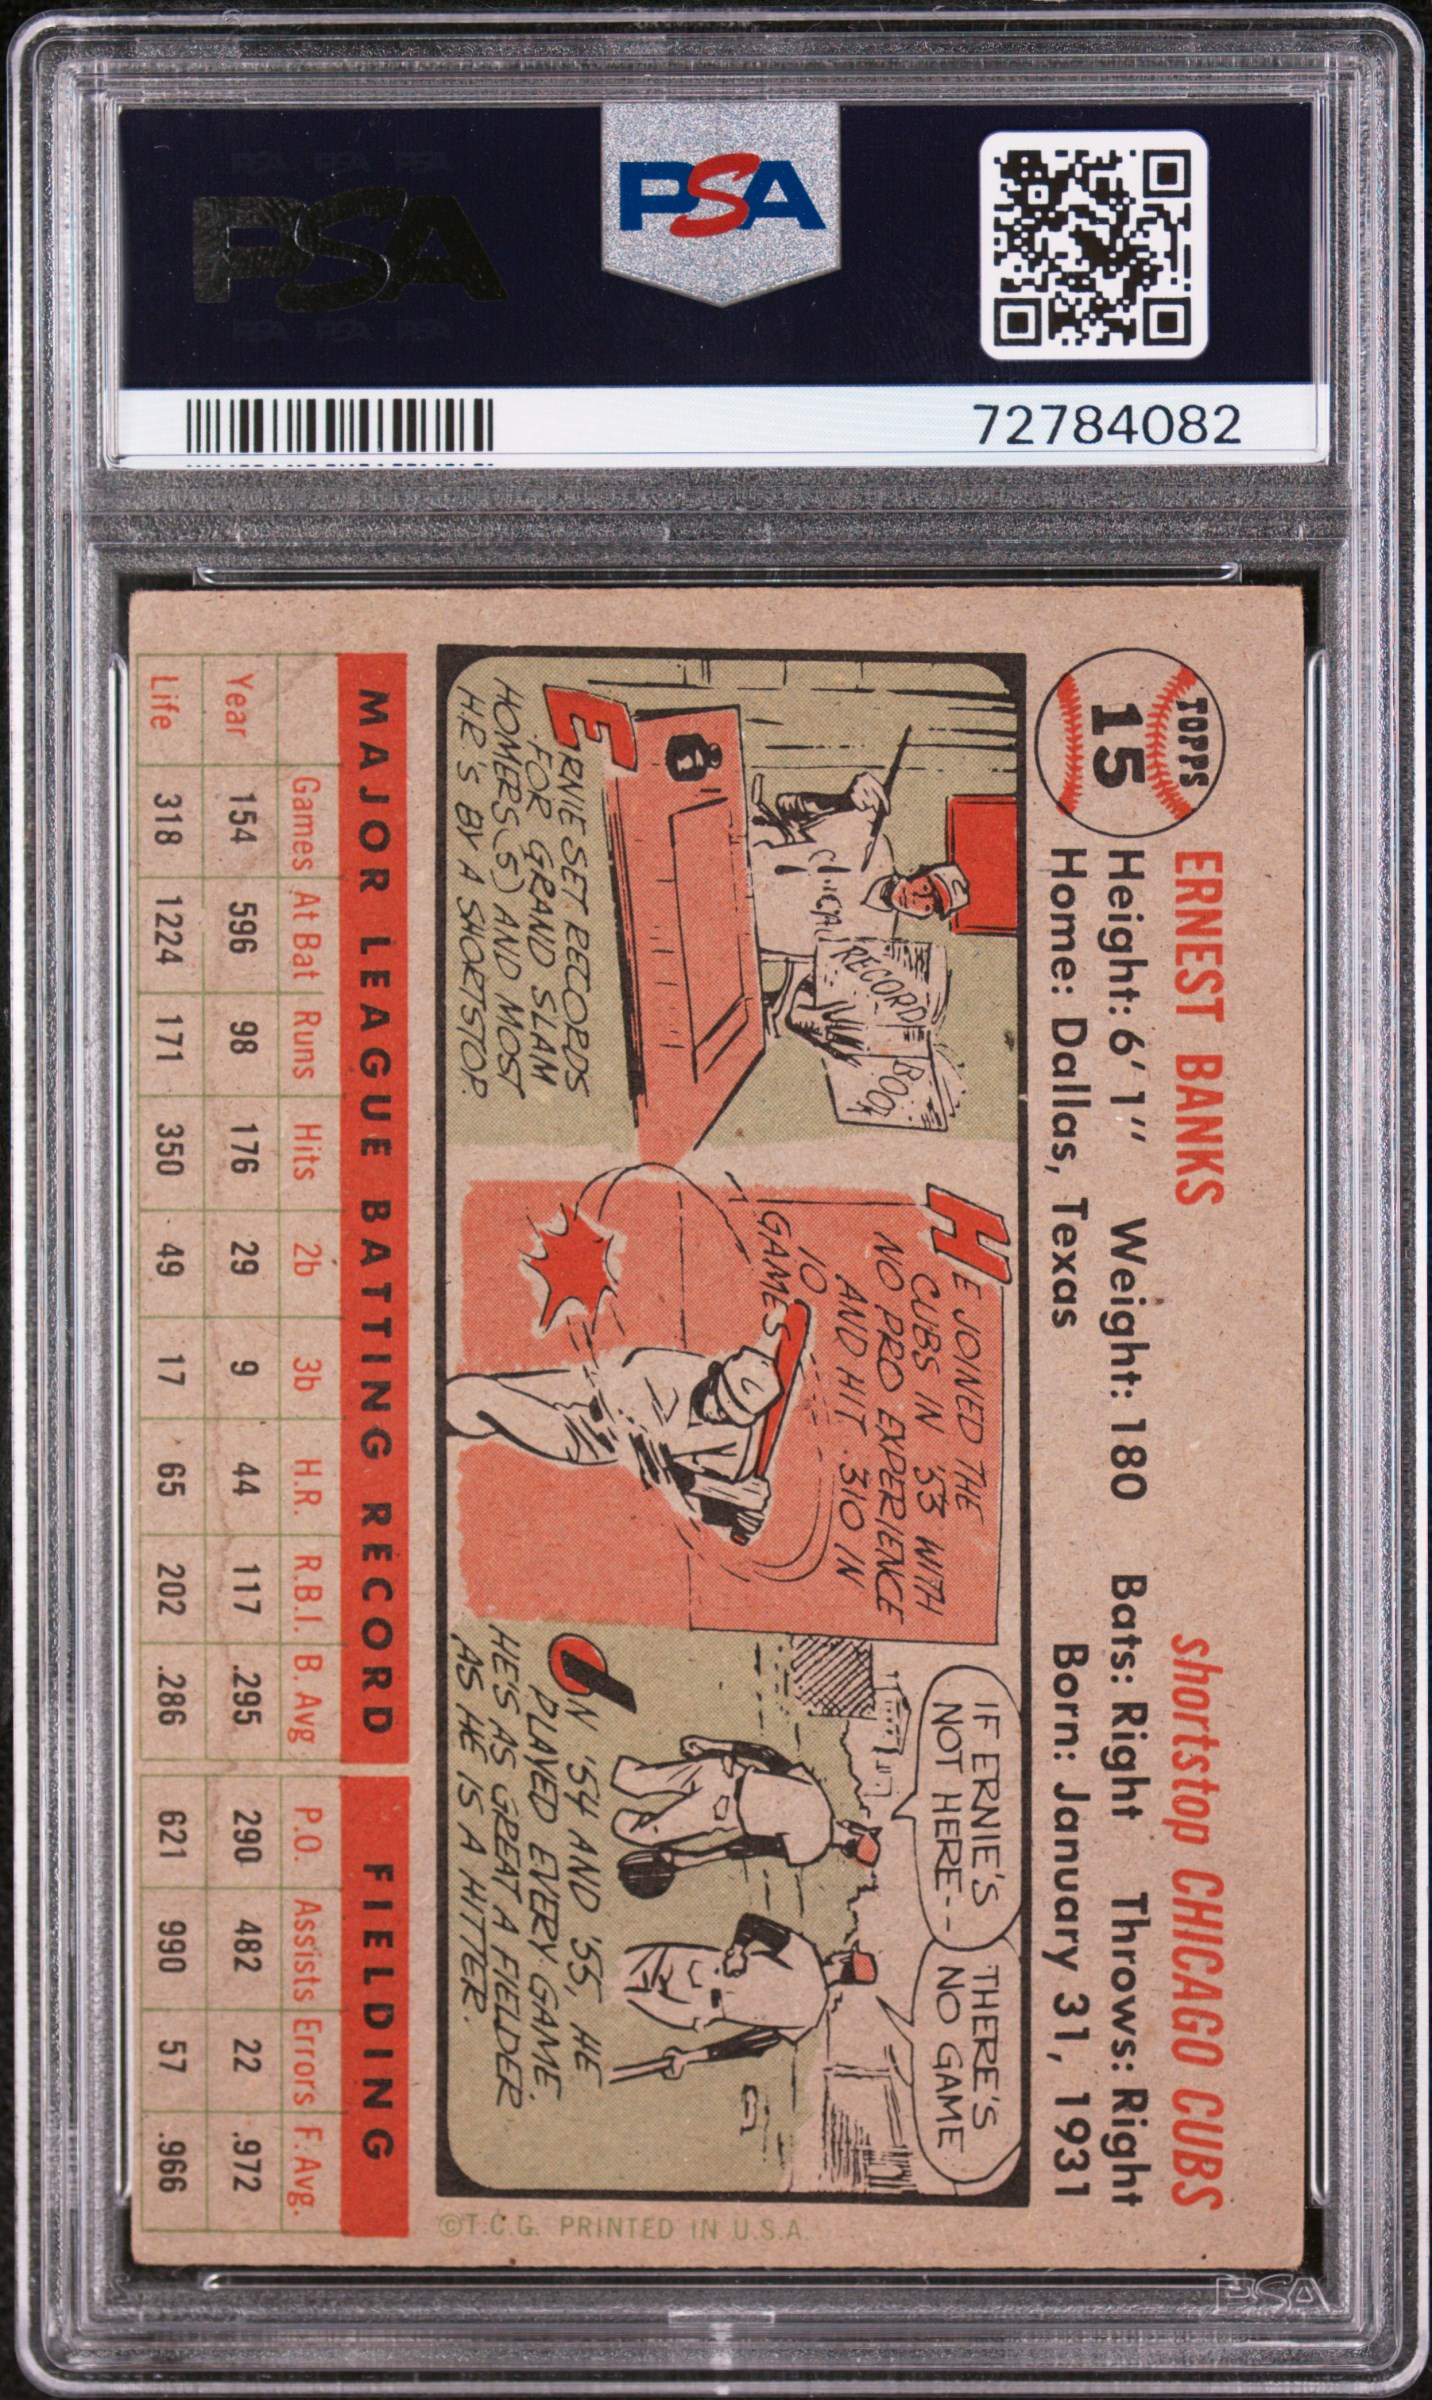 PSA
PSA
72784082
TOPPS
15
ERNEST BANKS
shortstop CHICAGO CUBS
Height: 6' 1" Weight: 180 Bats: Right Throws: Right
Home: Dallas, Texas
Born: January 31, 1931
CHICA
RECORD
BOO
ERNIE SET RECORDS
FOR GRAND SLAM
HOMERS (5) AND MOST
H.R'S BY A SHORTSTOP.
HE JOINED THE
CUBS IN '53 WITH
NO PRO EXPERIENCE
AND HIT .310 IN
10
GAMES
IF ERNIE'S
NOT HERE--
THERE'S
NO GAME
IN '54 AND '55, HE
PLAYED EVERY GAME.
HE'S AS GREAT A FIELDER
AS HE IS A HITTER.
©T.C.G. PRINTED IN U.S.A.
MAJOR LEAGUE BATTING RECORD FIELDING
Games At Bat Runs Hits 2b 3b H.R. R.B.I. B. Avg. P.O. Assists Errors F. Avg.
Year 154 596 98 176 29 9 44 117 .295 290 482 22 .972
Life 318 1224 171 350 49 17 65 202 .286 621 990 57 .966
PSA